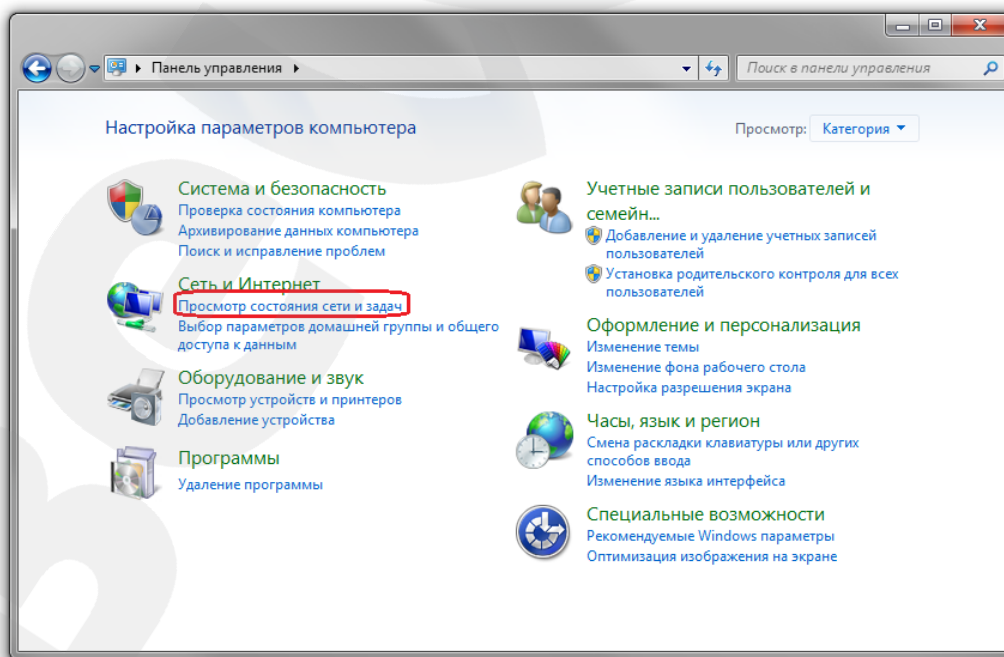 Панель управления
Поиск в панели управления
Настройка параметров компьютера
Просмотр: Категория
Система и безопасность
Проверка состояния компьютера
Архивирование данных компьютера
Поиск и исправление проблем
Сеть и Интернет
Просмотр состояния сети и задач
Выбор параметров домашней группы и общего
доступа к данным
Оборудование и звук
Просмотр устройств и принтеров
Добавление устройства
Программы
Удаление программы
Учетные записи пользователей и
семейн...
Добавление и удаление учетных записей
пользователей
Установка родительского контроля для всех
пользователей
Оформление и персонализация
Изменение темы
Изменение фона рабочего стола
Настройка разрешения экрана
Часы, язык и регион
Смена раскладки клавиатуры или других
способов ввода
Изменение языка интерфейса
Специальные возможности
Рекомендуемые Windows параметры
Оптимизация изображения на экране